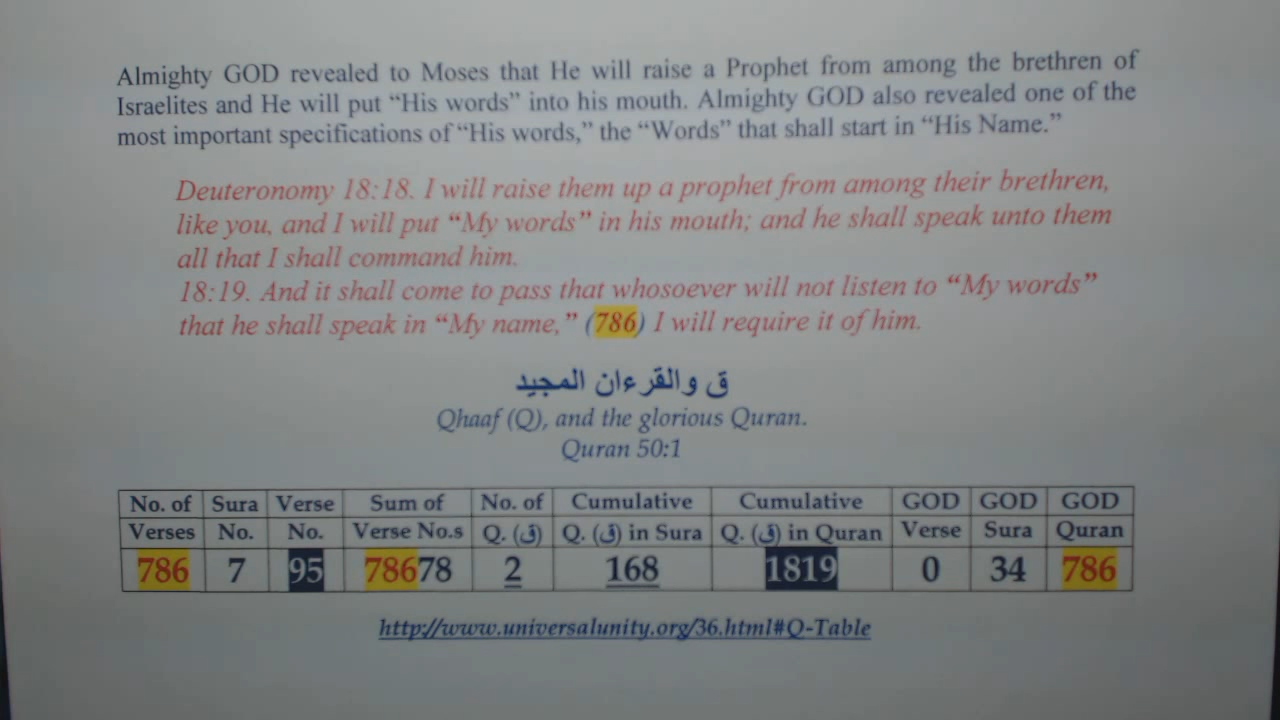 Almighty GOD revealed to Moses that He will raise a Prophet from among the brethren of
Israelites and He will put “His words” into his mouth. Almighty GOD also revealed one of the
most important specifications of “His words,” the “Words” that shall start in “His Name.”
Deuteronomy 18:18. I will raise them up a prophet from among their brethren,
like you, and I will put “My words” in his mouth; and he shall speak unto them
all that I shall command him.
18:19. And it shall come to pass that whosoever will not listen to “My words”
that he shall speak in “My name,” (786) I will require it of him.
ق والقرءان المجيد
Qhaaf (Q), and the glorious Quran.
Quran 50:1
No. of Sura Verse Sum of No. of Cumulative Cumulative GOD GOD GOD
Verses No. No. Verse No.s Q. (ق) Q. (ق) in Sura Q. (ق) in Quran Verse Sura Quran
786 7 95 78678 2 168 1819 0 34 786
http://www.universalunity.org/36.html#Q-Table